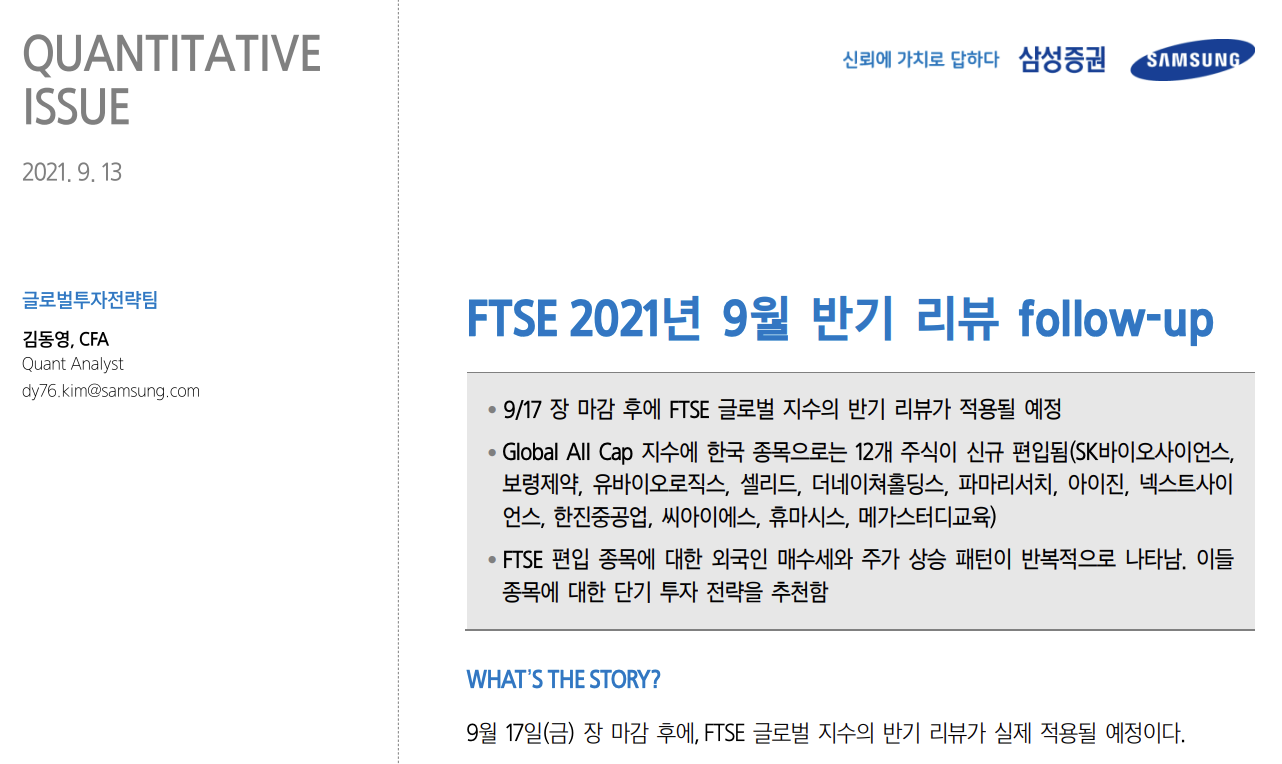 QUANTITATIVE
ISSUE
2021. 9. 13
글로벌투자전략팀
김동영, CFA
Quant Analyst
dy76.kim@samsung.com
신뢰에 가치로 답하다 삼성증권 SAMSUNG
FTSE 2021년 9월 반기 리뷰 follow-up
• 9/17 장 마감 후에 FTSE 글로벌 지수의 반기 리뷰가 적용될 예정
• Global All Cap 지수에 한국 종목으로는 12개 주식이 신규 편입됨(SK바이오사이언스,
보령제약, 유바이오로직스, 셀리드, 더네이쳐홀딩스, 파마리서치, 아이진, 넥스트사이
언스, 한진중공업, 씨아이에스, 휴마시스, 메가스터디교육)
• FTSE 편입 종목에 대한 외국인 매수세와 주가 상승 패턴이 반복적으로 나타남. 이들
종목에 대한 단기 투자 전략을 추천함
WHAT'S THE STORY?
9월 17일(금) 장 마감 후에, FTSE 글로벌 지수의 반기 리뷰가 실제 적용될 예정이다.